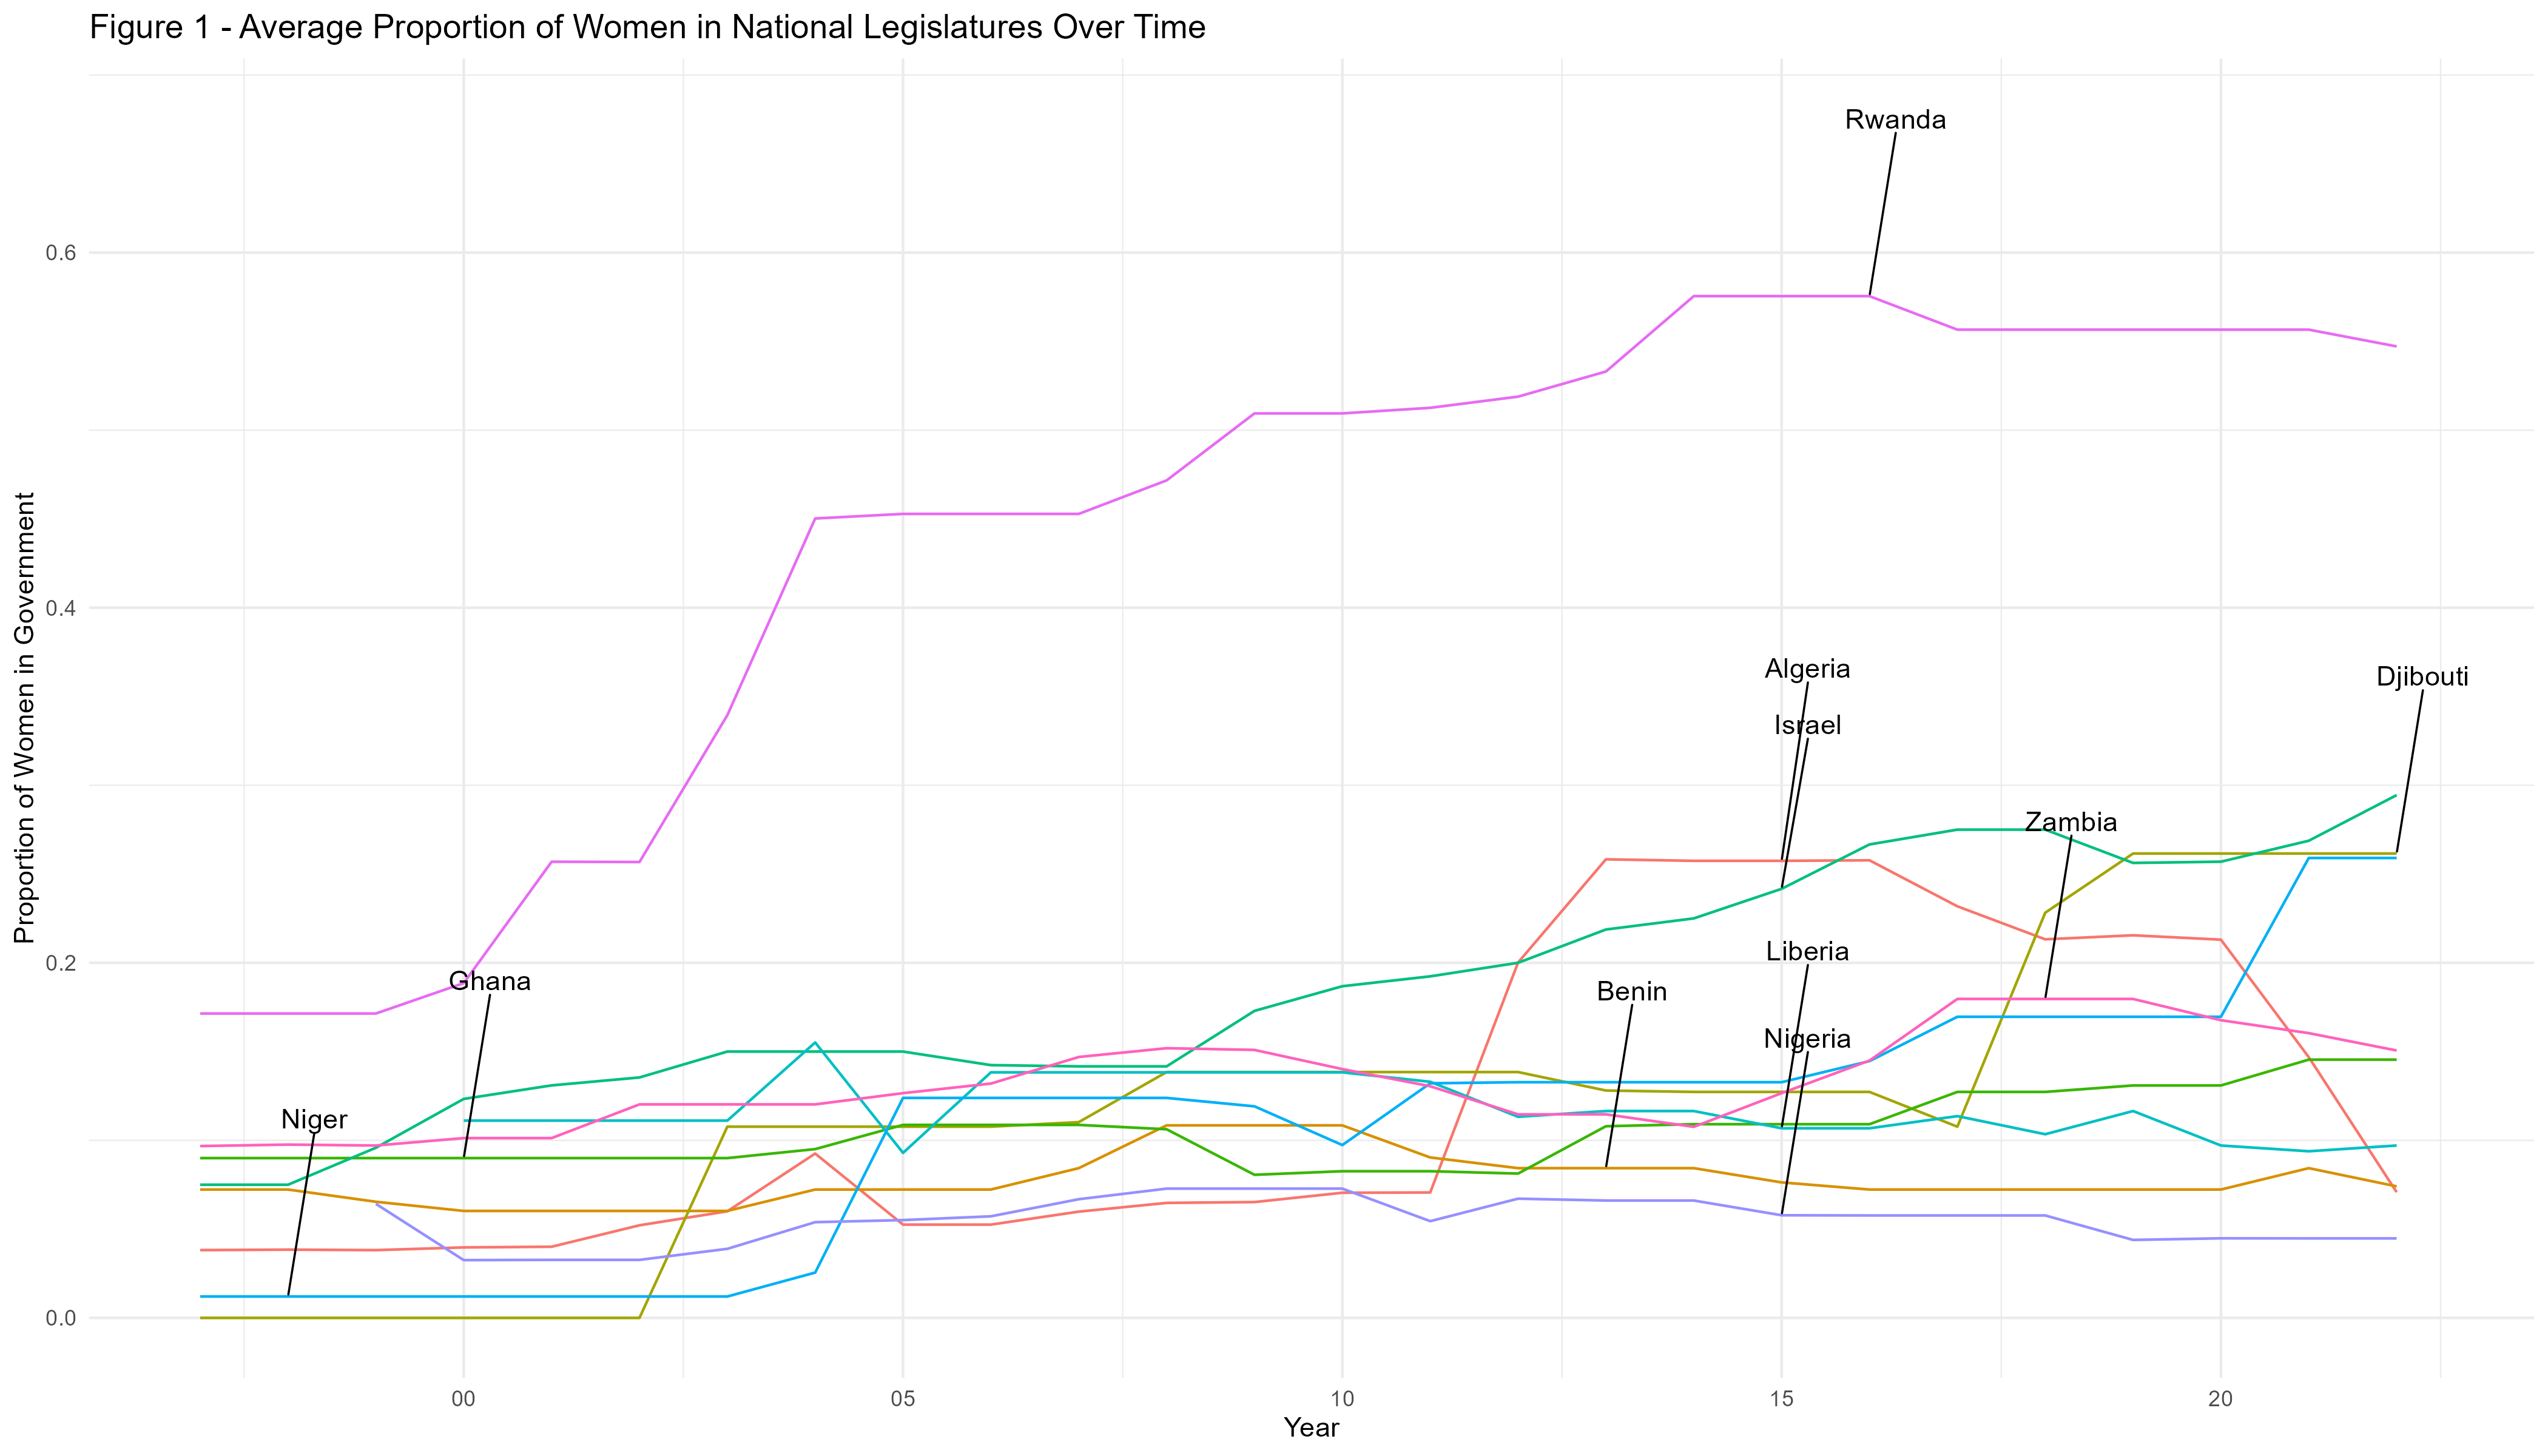 Figure 1 - Average Proportion of Women in National Legislatures Over Time
Proportion of Women in Government
0.6
0.4
0.2
0.0
Rwanda
Algeria
Djibouti
Israel
Zambia
Liberia
Ghana
Benin
Nigeria
Niger
00
05
10
15
20
Year